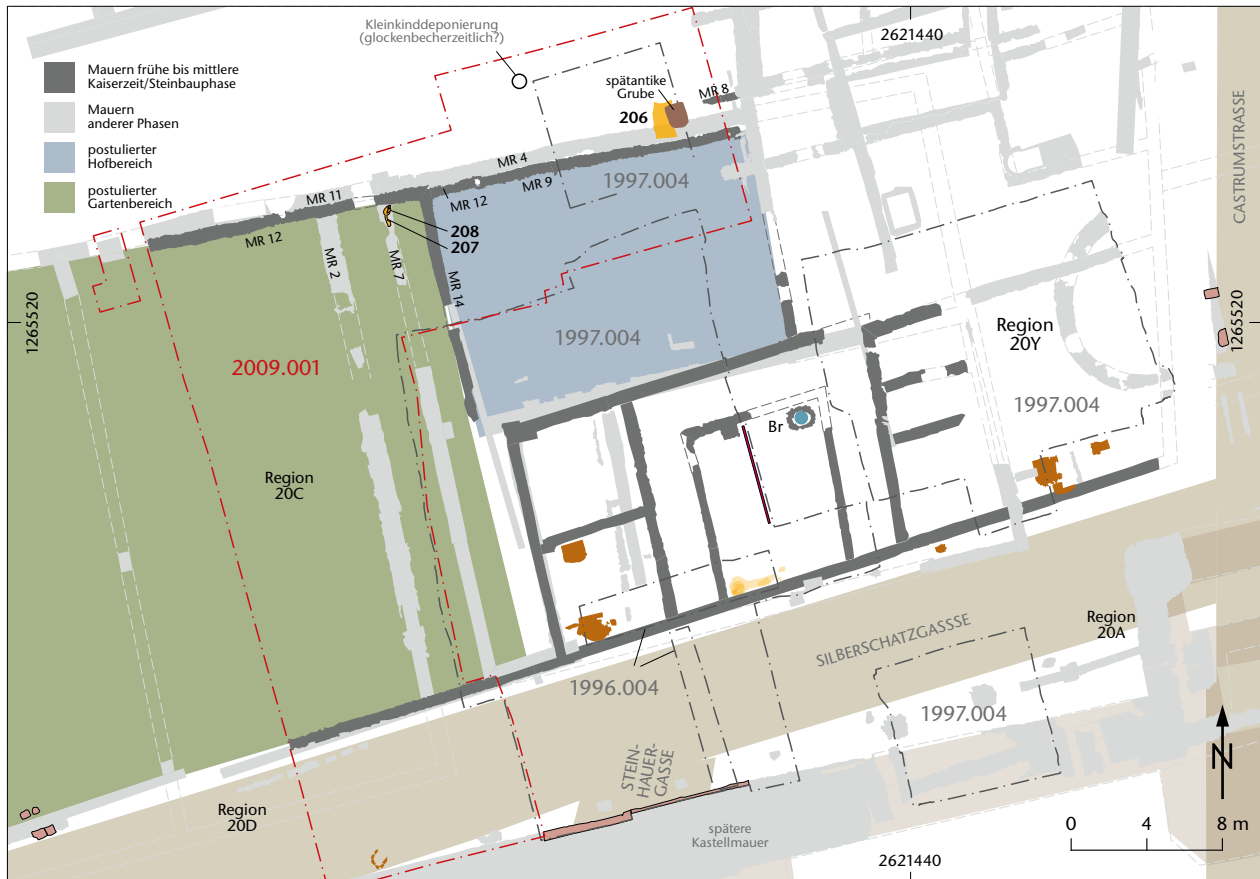 Kleinkinddeponierung
(glockenbecherzeitlich?)
2621440
Mauern frühe bis mittlere
Kaiserzeit/Steinbauphase
Mauern
anderer Phasen
postulierter
Hofbereich
postulierter
Gartenbereich
spätantike
Grube
206
MR 8
MR 4
MR 9
1997.004
MR 11
MR 12
MR 12
208
207
MR 2
MR 7
MR 14
CASTRUMSTRASSE
1265520
1265520
2009.001
1997.004
Region
20Y
1997.004
Br
Region
20C
Region
20A
SILBERSCHATZGASSSE
1996.004
1997.004
STEIN-
HAUER-
GASSE
Region
20D
spätere
Kastellmauer
N
0 4 8 m
2621440